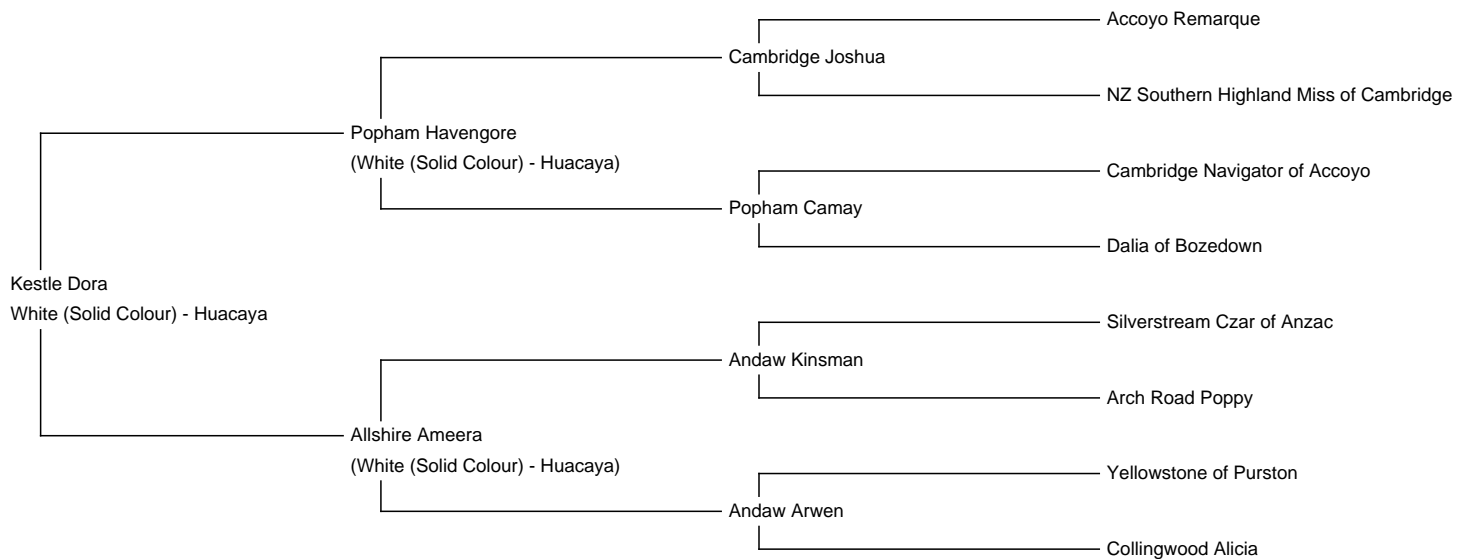 Accoyo Remarque
Cambridge Joshua
NZ Southern Highland Miss of Cambridge
Popham Havengore
(White (Solid Colour) - Huacaya)
Cambridge Navigator of Accoyo
Popham Camay
Dalia of Bozedown
Kestle Dora
White (Solid Colour) - Huacaya
Silverstream Czar of Anzac
Andaw Kinsman
Arch Road Poppy
Allshire Ameera
(White (Solid Colour) - Huacaya)
Yellowstone of Purston
Andaw Arwen
Collingwood Alicia